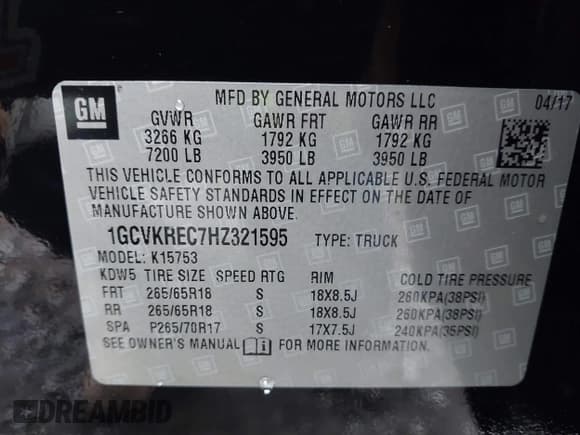 GM
MFD BY GENERAL MOTORS LLC 04/17
GVWR GAWR FRT GAWR RR
3266 KG 1792 KG 1792 KG
7200 LB 3950 LB 3950 LB
THIS VEHICLE CONFORMS TO ALL APPLICABLE U.S. FEDERAL MOTOR
VEHICLE SAFETY STANDARDS IN EFFECT ON THE DATE OF
MANUFACTURE SHOWN ABOVE.
1GCVKREC7HZ321595 TYPE: TRUCK
MODEL: K15753
KDW5 TIRE SIZE SPEED RTG RIM COLD TIRE PRESSURE
FRT 265/65R18 S 18X8.5J 260KPA(38PSI)
RR 265/65R18 S 18X8.5J 260KPA(38PSI)
SPA P265/70R17 S 17X7.5J 240KPA(35PSI)
SEE OWNER'S MANUAL FOR MORE INFORMATION.
DREAMBID